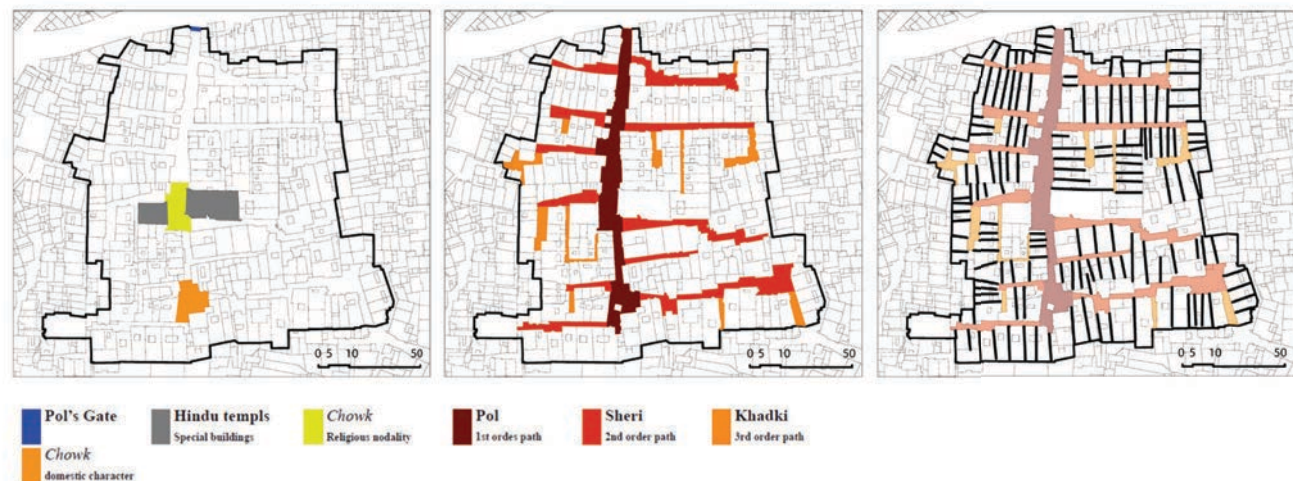 0 5 10 50
0 5 10 50
0 5 10 50
Pol's Gate
Hindu templs
Special buildings
Chowk
Religious nodality
Pol
1st ordes path
Sheri
2nd order path
Khadki
3rd order path
Chowk
domestic character